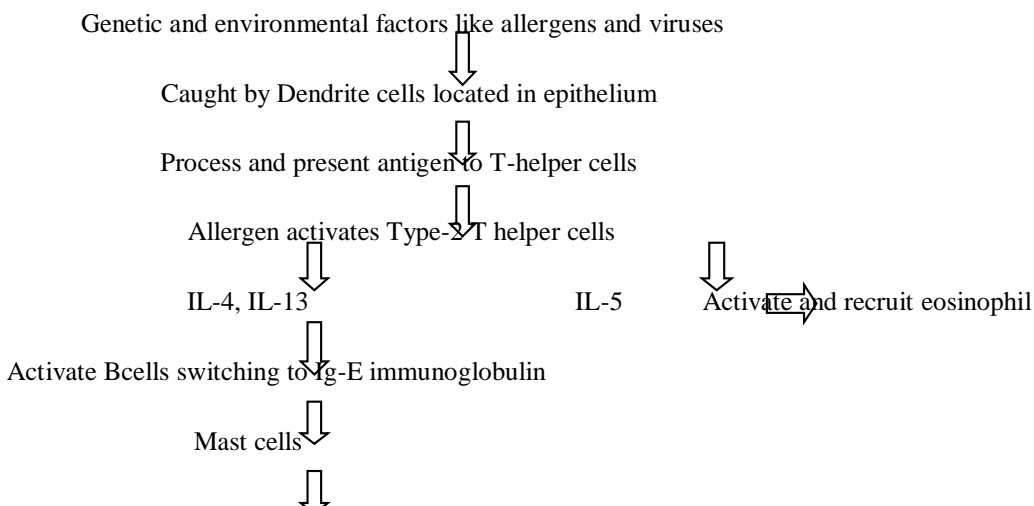 Genetic and environmental factors like allergens and viruses
Caught by Dendrite cells located in epithelium
Process and present antigen to T-helper cells
Allergen activates Type-2 T helper cells
IL-4, IL-13 IL-5 Activate and recruit eosinophil
Activate Bcells switching to Ig-E immunoglobulin
Mast cells